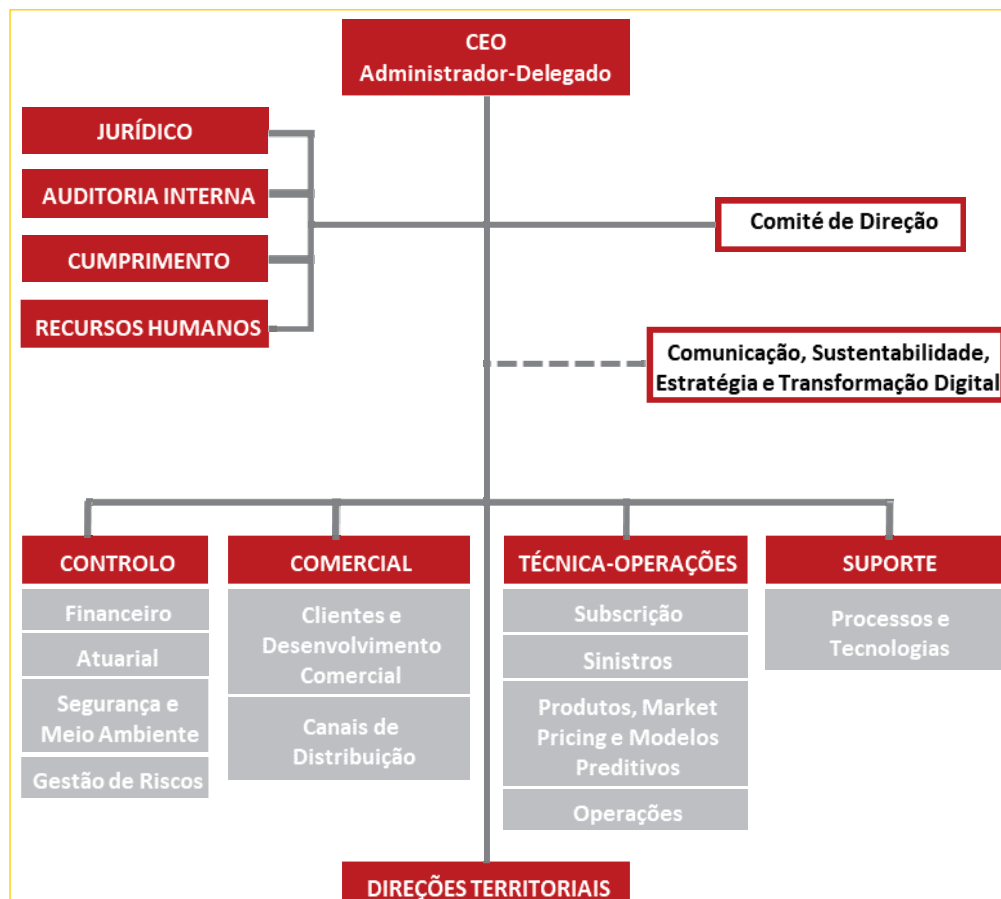 CEO
Administrador-Delegado
JURÍDICO
AUDITORIA INTERNA
CUMPRIMENTO
RECURSOS HUMANOS
Comité de Direção
Comunicação, Sustentabilidade,
Estratégia e Transformação Digital
CONTROLO
Financeiro
Atuarial
Segurança e
Meio Ambiente
Gestão de Riscos
COMERCIAL
Clientes e
Desenvolvimento
Comercial
Canais de
Distribuição
TÉCNICA-OPERAÇÕES
Subscrição
Sinistros
Produtos, Market
Pricing e Modelos
Preditivos
Operações
SUPORTE
Processos e
Tecnologias
DIREÇÕES TERRITORIAIS